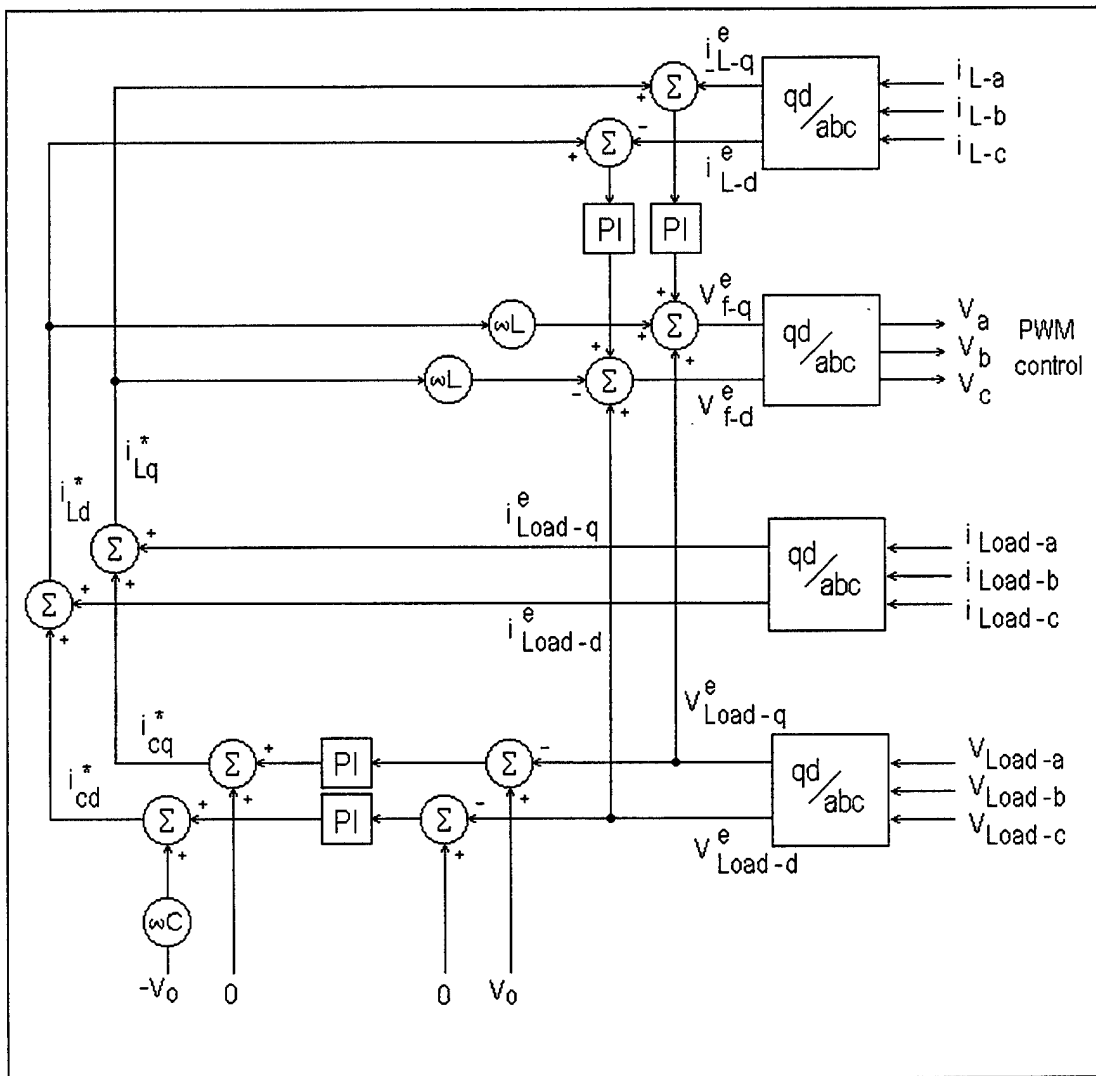 i^e_L-q
-
+
Σ
qd/abc
i_L-a
i_L-b
i_L-c
-
+
Σ
i^e_L-d
PI
PI
ωL
+
+
+
Σ
V^e_f-q
qd/abc
V_a
V_b
V_c
PWM
control
ωL
+
-
+
Σ
V^e_f-d
i^*_Lq
i^*_Ld
Σ
+
+
i^e_Load-q
qd/abc
i_Load-a
i_Load-b
i_Load-c
Σ
+
+
i^e_Load-d
V^e_Load-q
i^*_cq
Σ
+
+
PI
Σ
-
+
qd/abc
V_Load-a
V_Load-b
V_Load-c
i^*_cd
Σ
+
+
PI
Σ
-
+
V^e_Load-d
ωC
-V_o
0
0
V_o